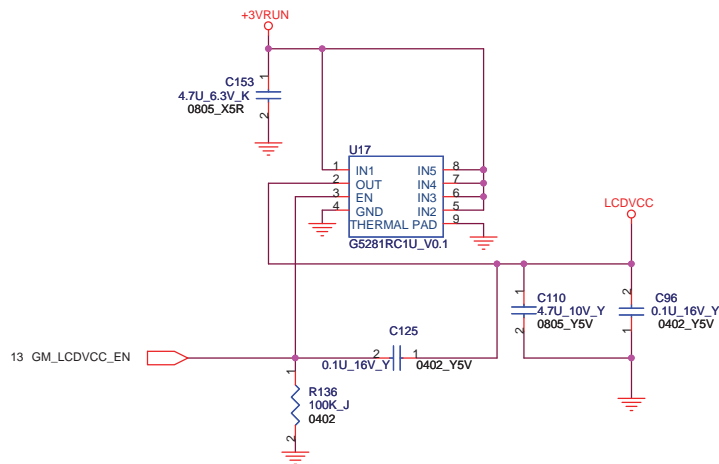 +3VRUN
1
C153
4.7U_6.3V_K
0805_X5R
2
U17
1 IN1 IN5 8
2 OUT IN4 7
3 EN IN3 6
4 GND IN2 5
THERMAL PAD 9
G5281RC1U_V0.1
LCDVCC
1
C110
4.7U_10V_Y
0805_Y5V
2
2
C96
0.1U_16V_Y
0402_Y5V
1
C125
2 1
0.1U_16V_Y 0402_Y5V
13 GM_LCDVCC_EN
1
R136
100K_J
0402
2